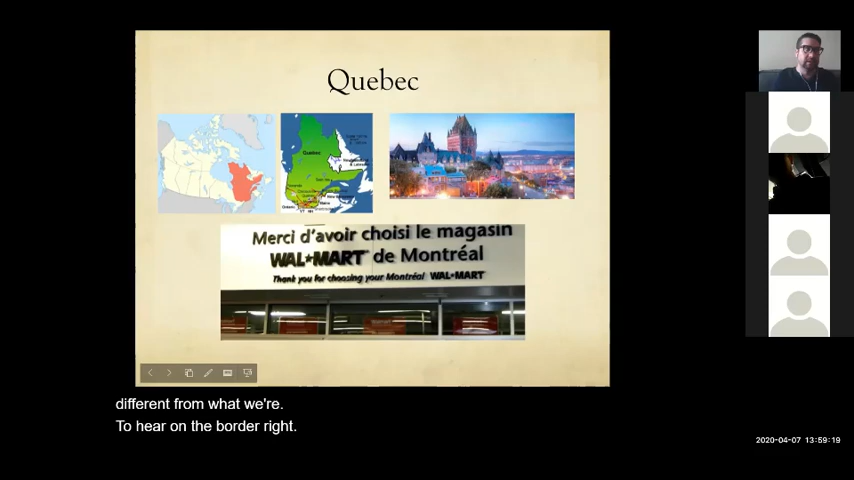 Quebec
Quebec
Merci d'avoir choisi le magasin
WAL★MART de Montréal
Thank you for choosing your Montréal WAL★MART
different from what we're.
To hear on the border right.
2020-04-07 13:59:19